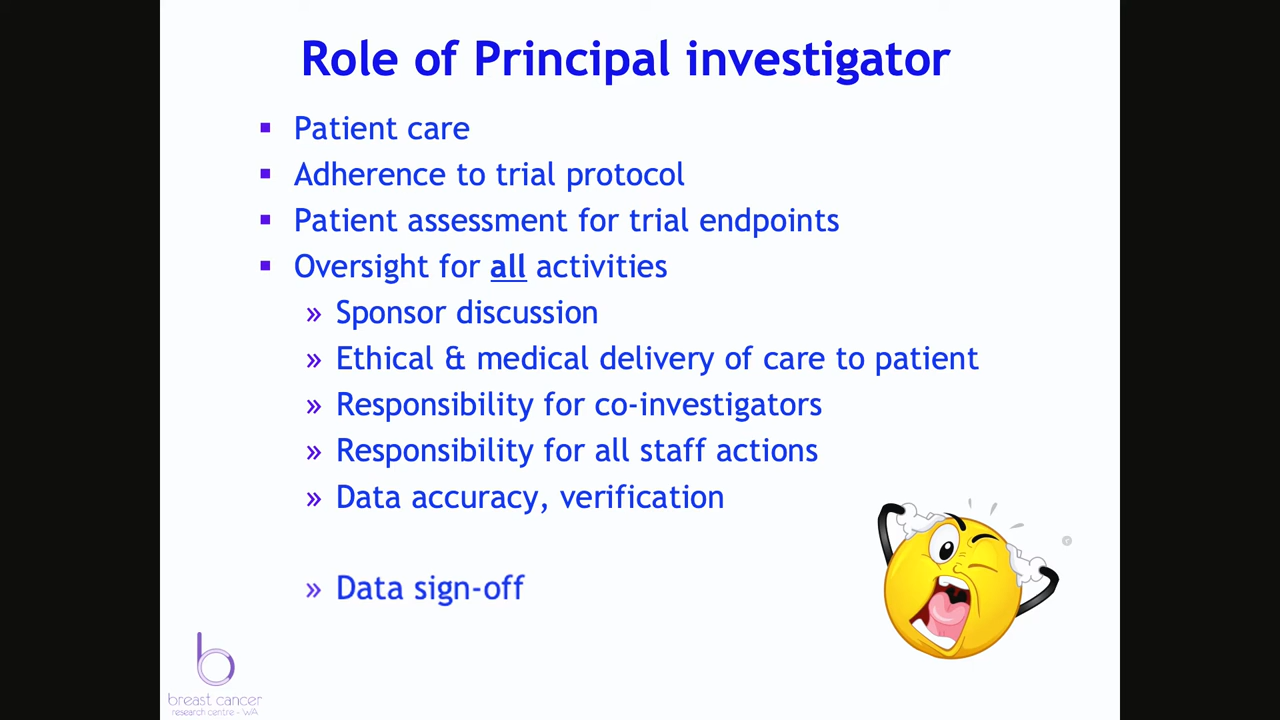 Role of Principal investigator
▪ Patient care
▪ Adherence to trial protocol
▪ Patient assessment for trial endpoints
▪ Oversight for all activities
» Sponsor discussion
» Ethical & medical delivery of care to patient
» Responsibility for co-investigators
» Responsibility for all staff actions
» Data accuracy, verification
» Data sign-off
breast cancer
research centre - WA